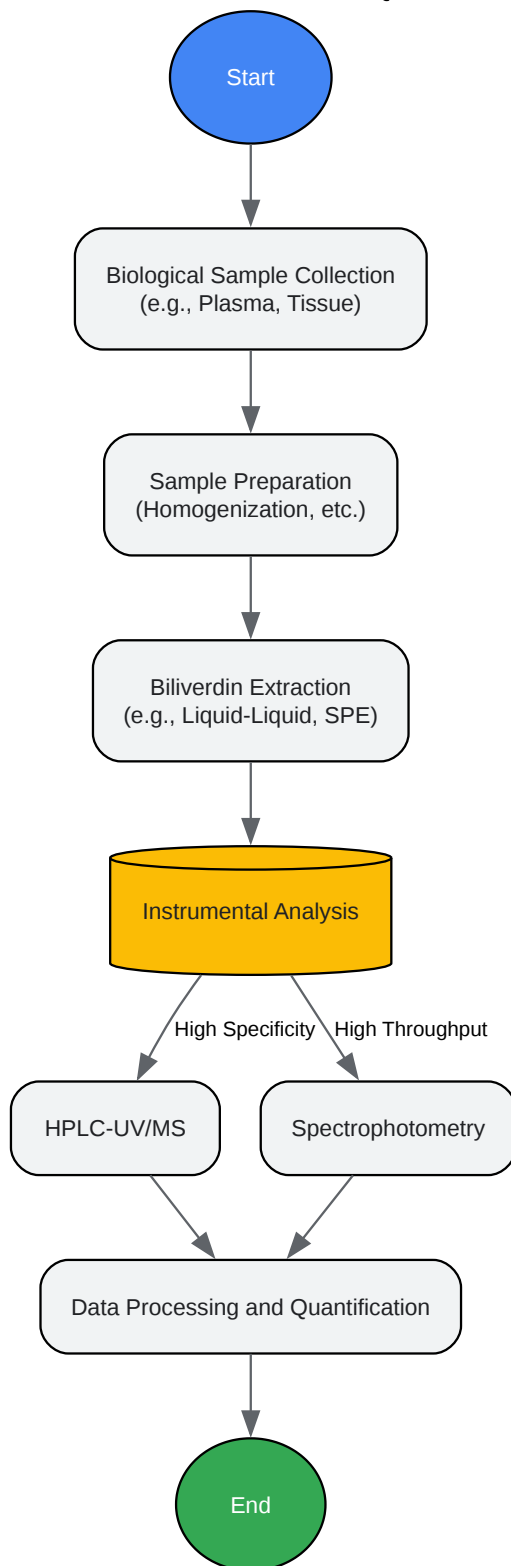 Start
Biological Sample Collection
(e.g., Plasma, Tissue)
Sample Preparation
(Homogenization, etc.)
Biliverdin Extraction
(e.g., Liquid-Liquid, SPE)
Instrumental Analysis
High Specificity
High Throughput
HPLC-UV/MS
Spectrophotometry
Data Processing and Quantification
End